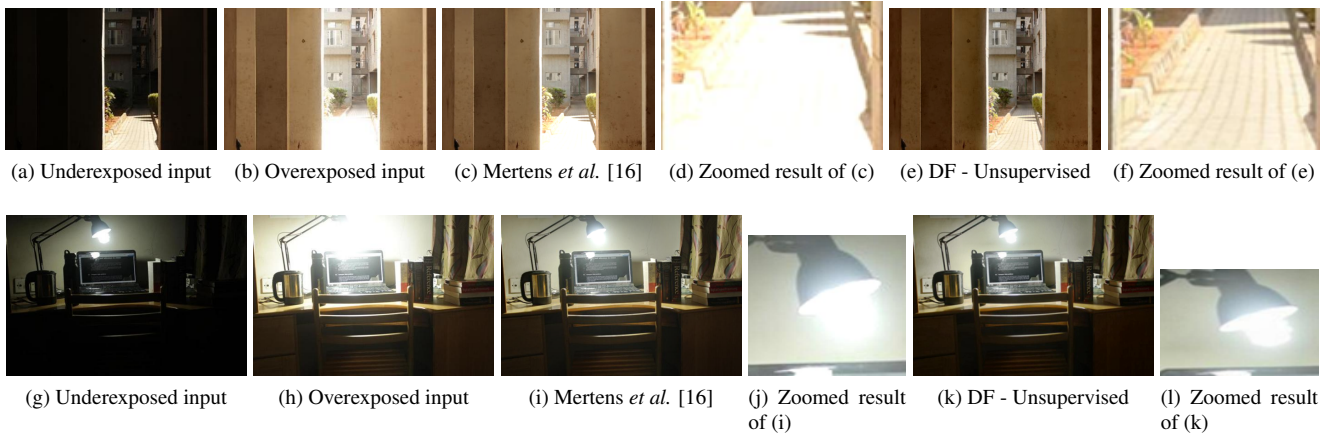 (a) Underexposed input
(b) Overexposed input
(c) Mertens et al. [16]
(d) Zoomed result of (c)
(e) DF - Unsupervised
(f) Zoomed result of (e)
(g) Underexposed input
(h) Overexposed input
(i) Mertens et al. [16]
(j) Zoomed result
of (i)
(k) DF - Unsupervised
(l) Zoomed result
of (k)